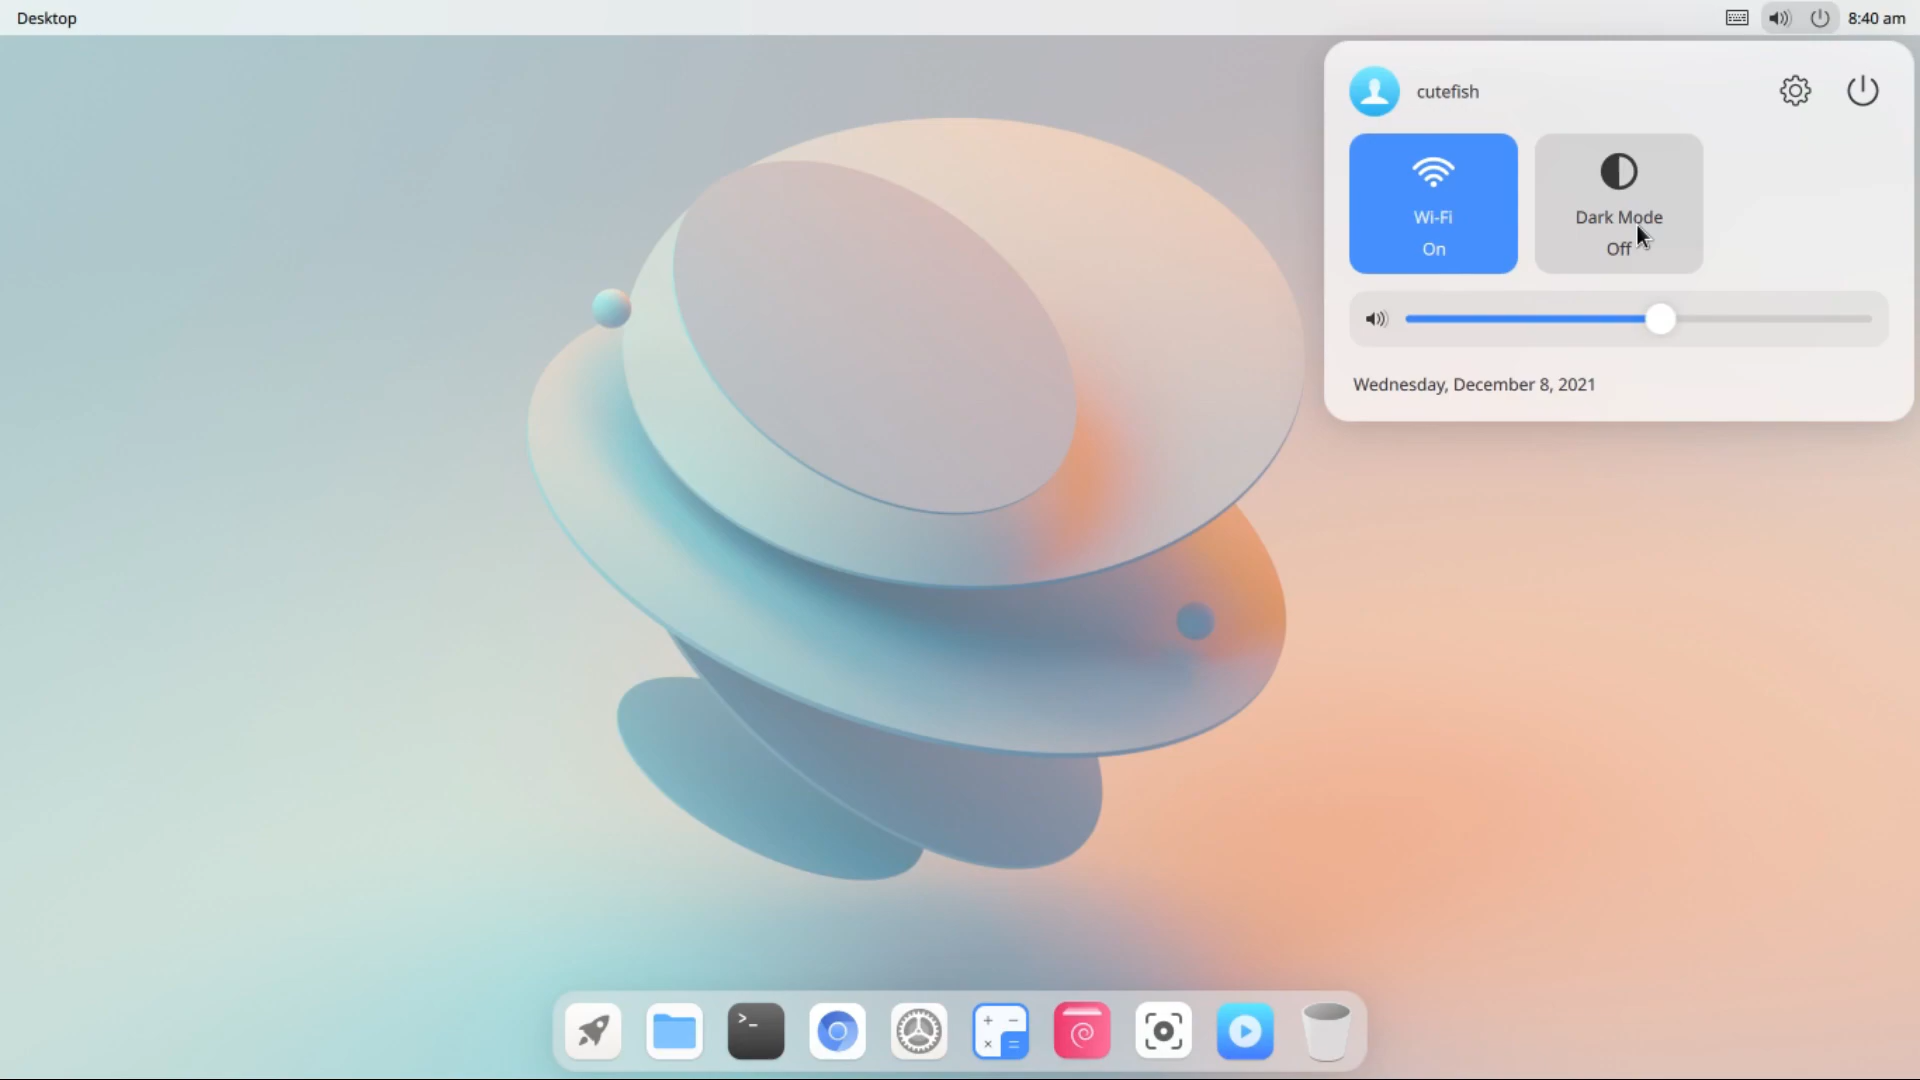 Desktop
8:40 am
cutefish
Wi-Fi
On
Dark Mode
Off
Wednesday, December 8, 2021
>_
+ −
× =